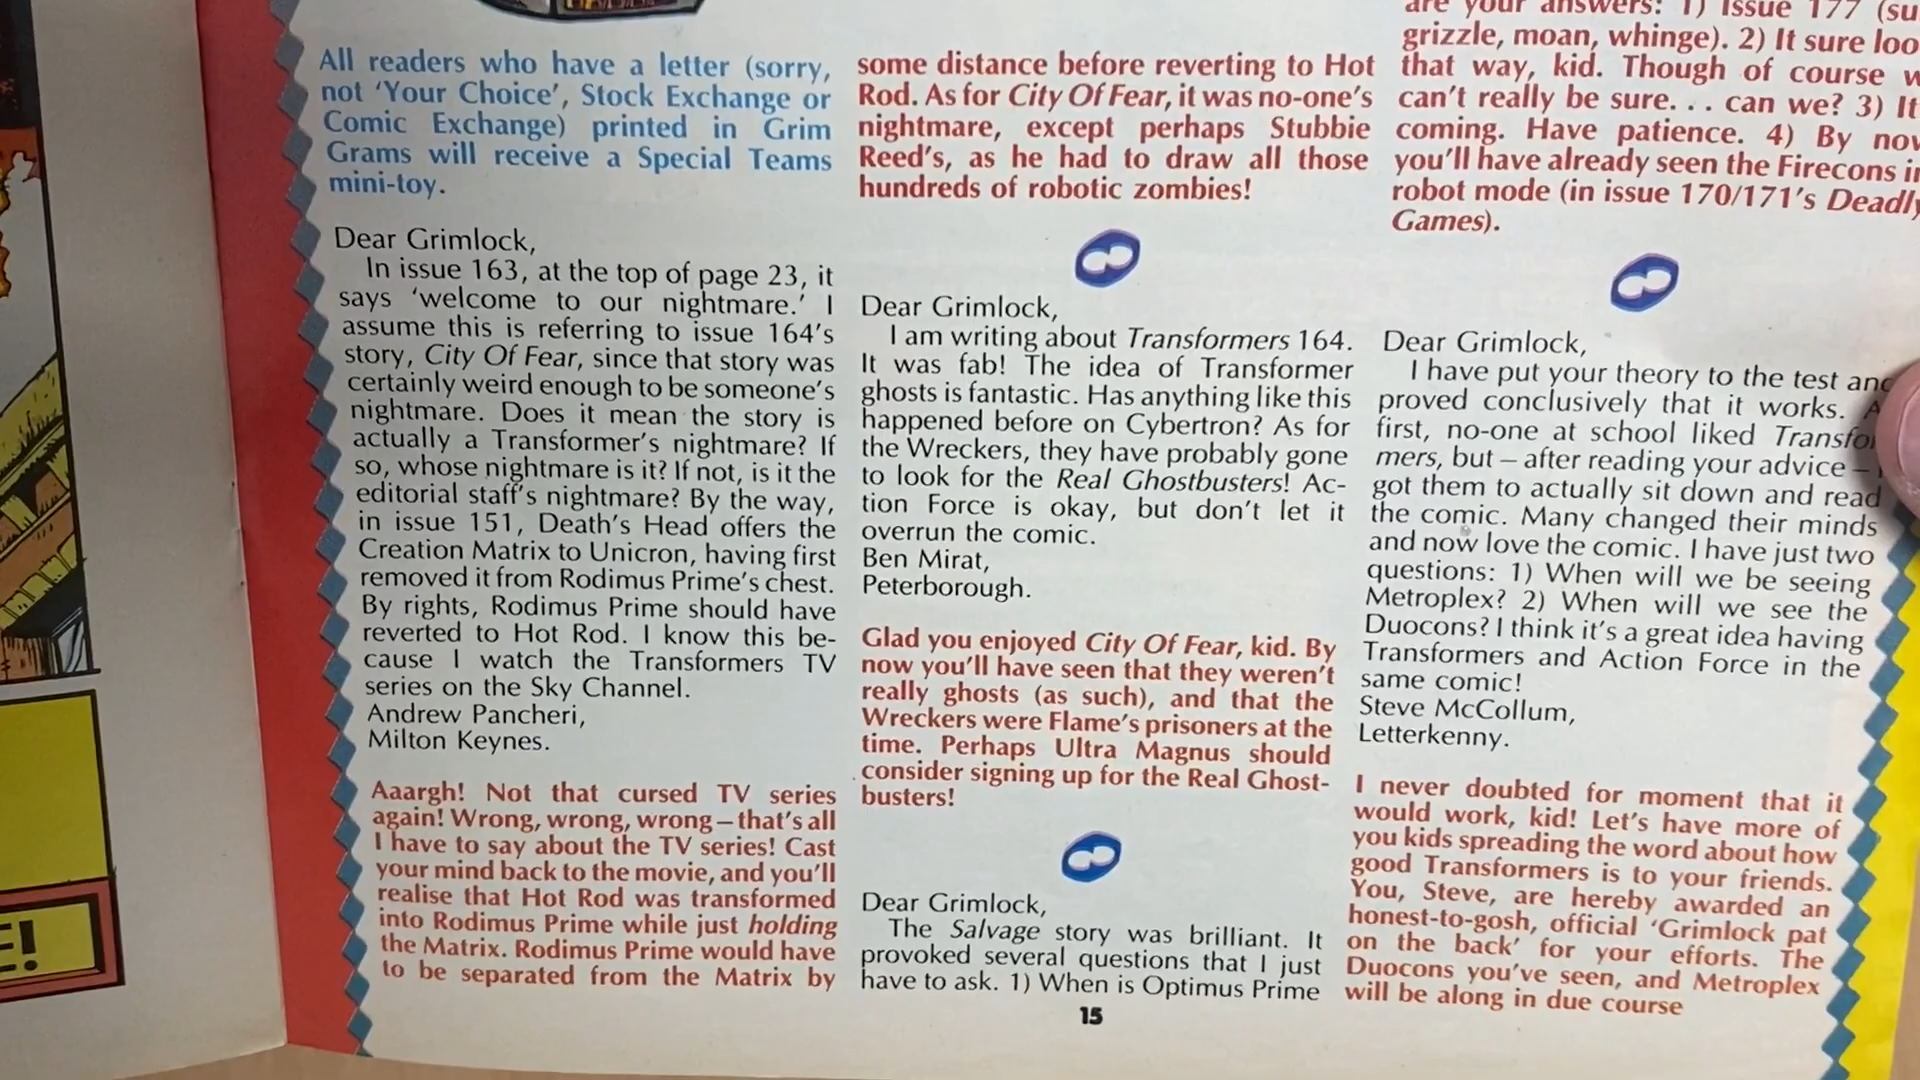 All readers who have a letter (sorry,
not 'Your Choice', Stock Exchange or
Comic Exchange) printed in Grim
Grams will receive a Special Teams
mini-toy.
Dear Grimlock,
In issue 163, at the top of page 23, it
says 'welcome to our nightmare.' I
assume this is referring to issue 164's
story, City Of Fear, since that story was
certainly weird enough to be someone's
nightmare. Does it mean the story is
actually a Transformer's nightmare? If
so, whose nightmare is it? If not, is it the
editorial staff's nightmare? By the way,
in issue 151, Death's Head offers the
Creation Matrix to Unicron, having first
removed it from Rodimus Prime's chest.
By rights, Rodimus Prime should have
reverted to Hot Rod. I know this be-
cause I watch the Transformers TV
series on the Sky Channel.
Andrew Pancheri,
Milton Keynes.
Aaargh! Not that cursed TV series
again! Wrong, wrong, wrong – that's all
I have to say about the TV series! Cast
your mind back to the movie, and you'll
realise that Hot Rod was transformed
into Rodimus Prime while just holding
the Matrix. Rodimus Prime would have
to be separated from the Matrix by
some distance before reverting to Hot
Rod. As for City Of Fear, it was no-one's
nightmare, except perhaps Stubbie
Reed's, as he had to draw all those
hundreds of robotic zombies!
Dear Grimlock,
I am writing about Transformers 164.
It was fab! The idea of Transformer
ghosts is fantastic. Has anything like this
happened before on Cybertron? As for
the Wreckers, they have probably gone
to look for the Real Ghostbusters! Ac-
tion Force is okay, but don't let it
overrun the comic.
Ben Mirat,
Peterborough.
Glad you enjoyed City Of Fear, kid. By
now you'll have seen that they weren't
really ghosts (as such), and that the
Wreckers were Flame's prisoners at the
time. Perhaps Ultra Magnus should
consider signing up for the Real Ghost-
busters!
Dear Grimlock,
The Salvage story was brilliant. It
provoked several questions that I just
have to ask. 1) When is Optimus Prime
are your answers: 1) Issue 177 (su
grizzle, moan, whinge). 2) It sure loo
that way, kid. Though of course w
can't really be sure. . . can we? 3) It
coming. Have patience. 4) By now
you'll have already seen the Firecons in
robot mode (in issue 170/171's Deadly
Games).
Dear Grimlock,
I have put your theory to the test and
proved conclusively that it works. A
first, no-one at school liked Transfor
mers, but – after reading your advice –
got them to actually sit down and read
the comic. Many changed their minds
and now love the comic. I have just two
questions: 1) When will we be seeing
Metroplex? 2) When will we see the
Duocons? I think it's a great idea having
Transformers and Action Force in the
same comic!
Steve McCollum,
Letterkenny.
I never doubted for moment that it
would work, kid! Let's have more of
you kids spreading the word about how
good Transformers is to your friends.
You, Steve, are hereby awarded an
honest-to-gosh, official 'Grimlock pat
on the back' for your efforts. The
Duocons you've seen, and Metroplex
will be along in due course
15